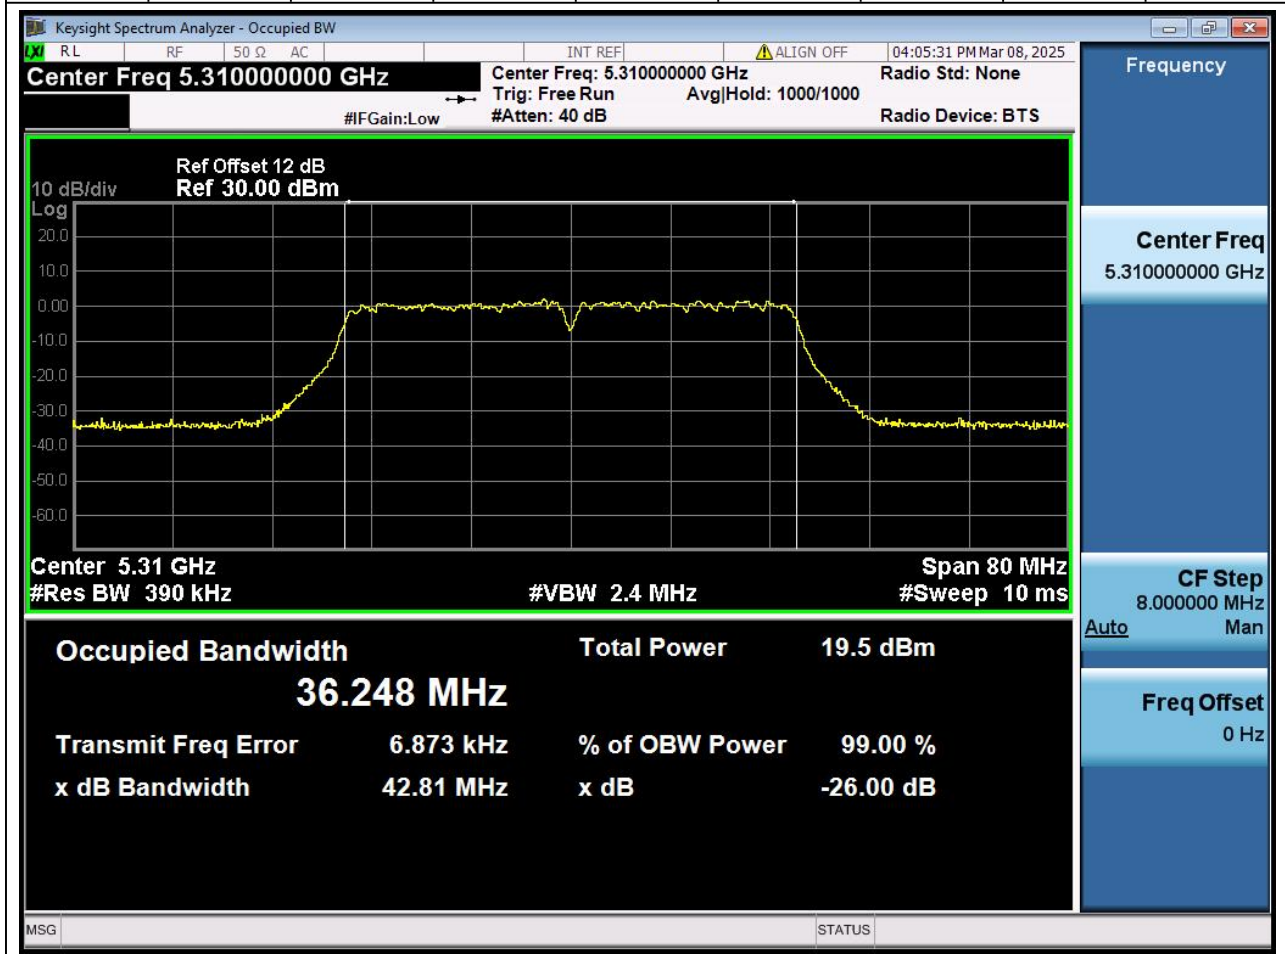 Keysight Spectrum Analyzer - Occupied BW
LXI RL RF 50 Ω AC INT REF ALIGN OFF 04:05:31 PM Mar 08, 2025
Center Freq 5.310000000 GHz
Center Freq: 5.310000000 GHz
Radio Std: None
Trig: Free Run Avg|Hold: 1000/1000
#IFGain:Low
#Atten: 40 dB
Radio Device: BTS
Ref Offset 12 dB
10 dB/div Ref 30.00 dBm
Log
20.0
10.0
0.00
-10.0
-20.0
-30.0
-40.0
-50.0
-60.0
Center 5.31 GHz Span 80 MHz
#Res BW 390 kHz #VBW 2.4 MHz #Sweep 10 ms
Occupied Bandwidth Total Power 19.5 dBm
36.248 MHz
Transmit Freq Error 6.873 kHz % of OBW Power 99.00 %
x dB Bandwidth 42.81 MHz x dB -26.00 dB
Frequency
Center Freq
5.310000000 GHz
CF Step
8.000000 MHz
Auto Man
Freq Offset
0 Hz
MSG STATUS